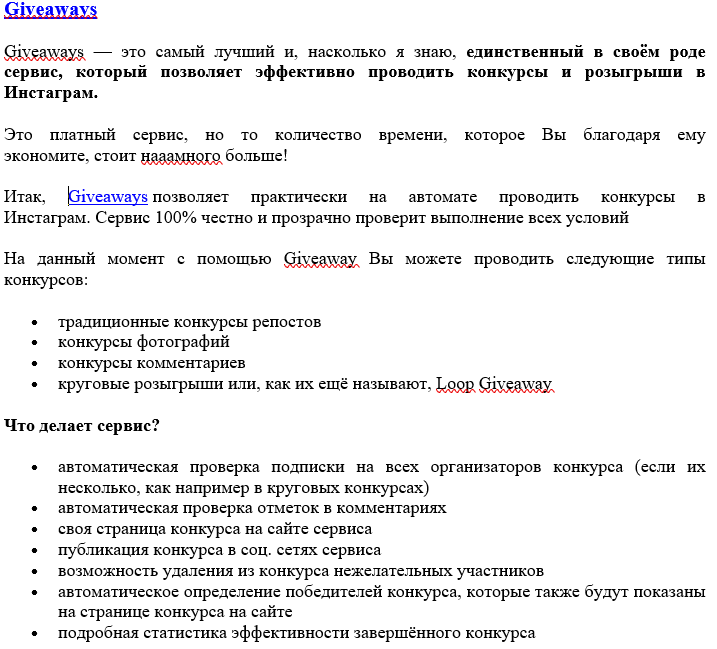 Giveaways
Giveaways — это самый лучший и, насколько я знаю, единственный в своём роде
сервис, который позволяет эффективно проводить конкурсы и розыгрыши в
Инстаграм.
Это платный сервис, но то количество времени, которое Вы благодаря ему
экономите, стоит нааамного больше!
Итак, Giveaways позволяет практически на автомате проводить конкурсы в
Инстаграм. Сервис 100% честно и прозрачно проверит выполнение всех условий
На данный момент с помощью Giveaway Вы можете проводить следующие типы
конкурсов:
• традиционные конкурсы репостов
• конкурсы фотографий
• конкурсы комментариев
• круговые розыгрыши или, как их ещё называют, Loop Giveaway
Что делает сервис?
• автоматическая проверка подписки на всех организаторов конкурса (если их
несколько, как например в круговых конкурсах)
• автоматическая проверка отметок в комментариях
• своя страница конкурса на сайте сервиса
• публикация конкурса в соц. сетях сервиса
• возможность удаления из конкурса нежелательных участников
• автоматическое определение победителей конкурса, которые также будут показаны
на странице конкурса на сайте
• подробная статистика эффективности завершённого конкурса